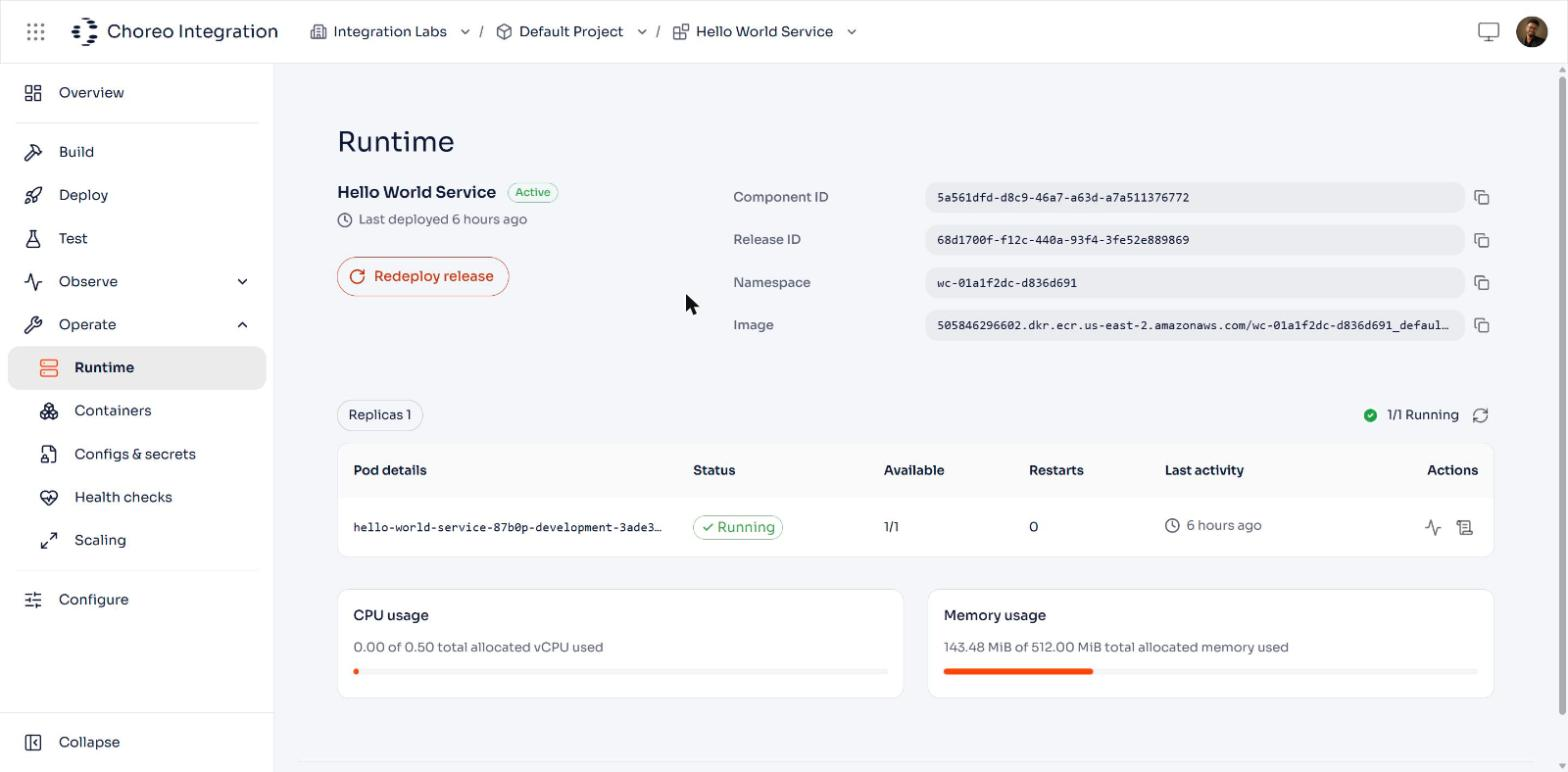 Choreo Integration
Integration Labs / Default Project / Hello World Service
Overview
Build
Deploy
Test
Observe
Operate
Runtime
Containers
Configs & secrets
Health checks
Scaling
Configure
Collapse
Runtime
Hello World Service Active
Last deployed 6 hours ago
Redeploy release
Component ID 5a561dfd-d8c9-46a7-a63d-a7a511376772
Release ID 68d1700f-f12c-440a-93f4-3fe52e889869
Namespace wc-01a1f2dc-d836d691
Image 505846296602.dkr.ecr.us-east-2.amazonaws.com/wc-01a1f2dc-d836d691_defaul…
Replicas 1
1/1 Running
Pod details Status Available Restarts Last activity Actions
hello-world-service-87b0p-development-3ade3… Running 1/1 0 6 hours ago
CPU usage
0.00 of 0.50 total allocated vCPU used
Memory usage
143.48 MiB of 512.00 MiB total allocated memory used